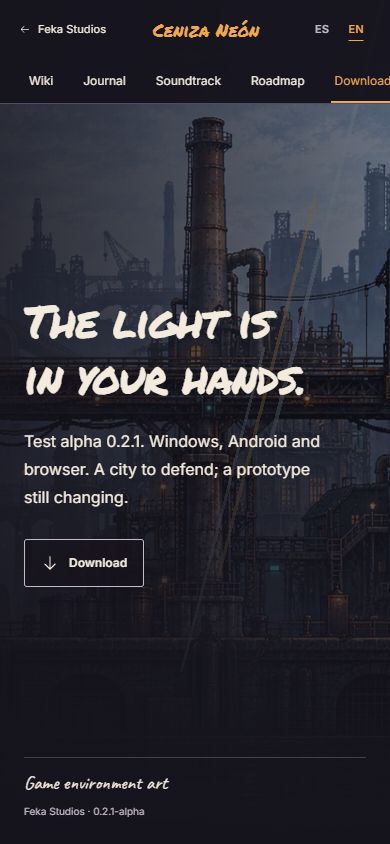 ← Feka Studios
Ceniza Neón
ES EN
Wiki Journal Soundtrack Roadmap Download
The light is
in your hands.
Test alpha 0.2.1. Windows, Android and
browser. A city to defend; a prototype
still changing.
↓ Download
Game environment art
Feka Studios · 0.2.1-alpha